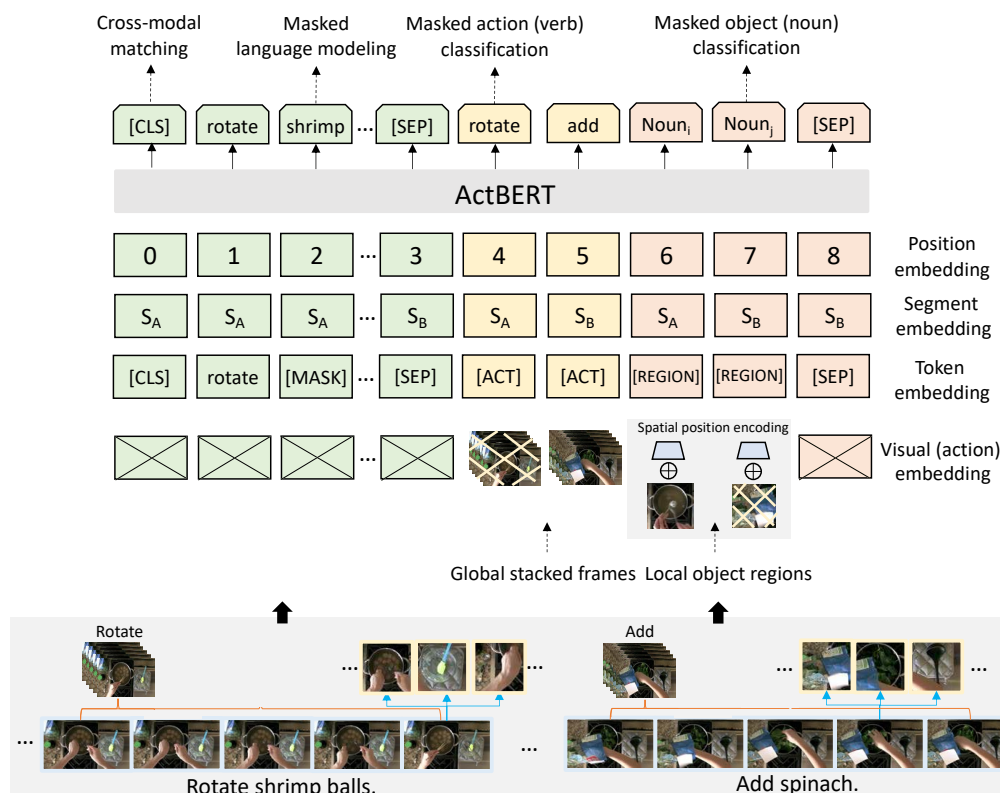 Cross-modal matching
Masked language modeling
Masked action (verb) classification
Masked object (noun) classification
[CLS] rotate shrimp ... [SEP] rotate add Nounᵢ Nounⱼ [SEP]
ActBERT
0 1 2 ... 3 4 5 6 7 8 Position embedding
S_A S_A S_A ... S_B S_A S_B S_A S_B S_B Segment embedding
[CLS] rotate [MASK] ... [SEP] [ACT] [ACT] [REGION] [REGION] [SEP] Token embedding
Spatial position encoding
... Visual (action) embedding
Global stacked frames Local object regions
Rotate Add
... ... ... ...
... ...
Rotate shrimp balls. Add spinach.